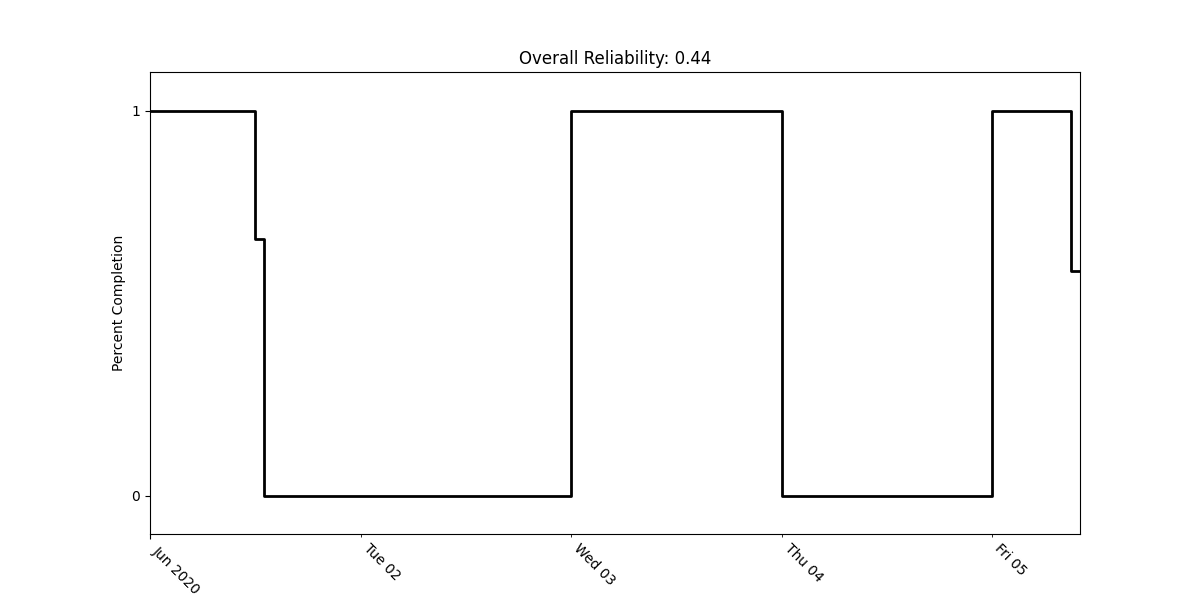 Overall Reliability: 0.44
Percent Completion
1
0
Jun 2020
Tue 02
Wed 03
Thu 04
Fri 05